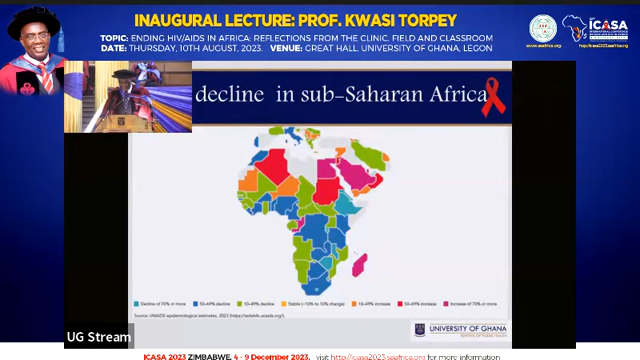 INAUGURAL LECTURE: PROF. KWASI TORPEY
TOPIC: ENDING HIV/AIDS IN AFRICA: REFLECTIONS FROM THE CLINIC, FIELD AND CLASSROOM
DATE: THURSDAY, 10TH AUGUST, 2023. VENUE: GREAT HALL, UNIVERSITY OF GHANA, LEGON
ICASA
decline in sub-Saharan Africa
Decline of 70% or more
50–69% decline
10–49% decline
Stable (–10% to 10% change)
10–49% increase
50–69% increase
Increase of 70% or more
Source: UNAIDS epidemiological estimates, 2023
UNIVERSITY OF GHANA
UG Stream
ICASA 2023 ZIMBABWE, 4 - 9 December 2023, visit http://icasa2023.saafrica.org for more information